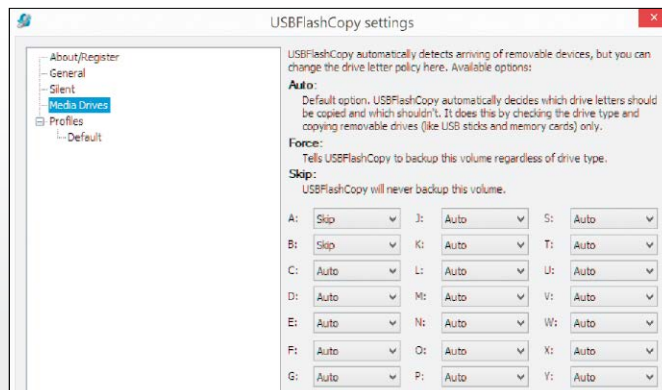 USBFlashCopy settings
About/Register
General
Silent
Media Drives
Profiles
Default
USBFlashCopy automatically detects arriving of removable devices, but you can
change the drive letter policy here. Available options:
Auto:
Default option. USBFlashCopy automatically decides which drive letters should
be copied and which shouldn't. It does this by checking the drive type and
copying removable drives (like USB sticks and memory cards) only.
Force:
Tells USBFlashCopy to backup this volume regardless of drive type.
Skip:
USBFlashCopy will never backup this volume.
A: Skip J: Auto S: Auto
B: Skip K: Auto T: Auto
C: Auto L: Auto U: Auto
D: Auto M: Auto V: Auto
E: Auto N: Auto W: Auto
F: Auto O: Auto X: Auto
G: Auto P: Auto Y: Auto